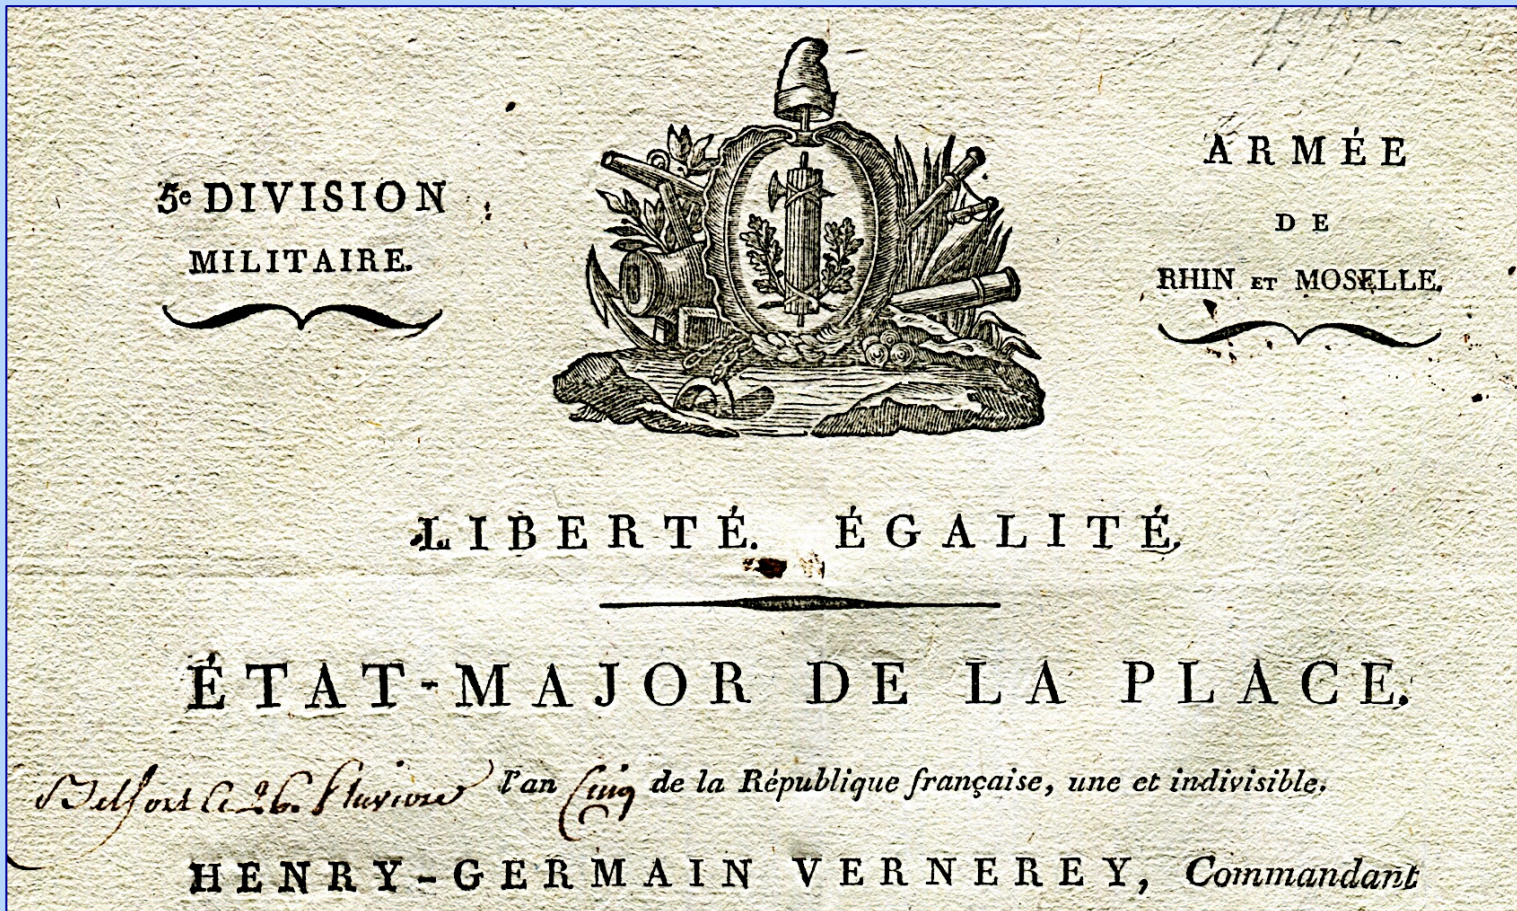 5e DIVISION
MILITAIRE.
ARMÉE
DE
RHIN ET MOSELLE.
LIBERTÉ. ÉGALITÉ.
ÉTAT-MAJOR DE LA PLACE.
Belfort le 26. Pluviose l'an Cinq de la République française, une et indivisible.
HENRY-GERMAIN VERNEREY, Commandant